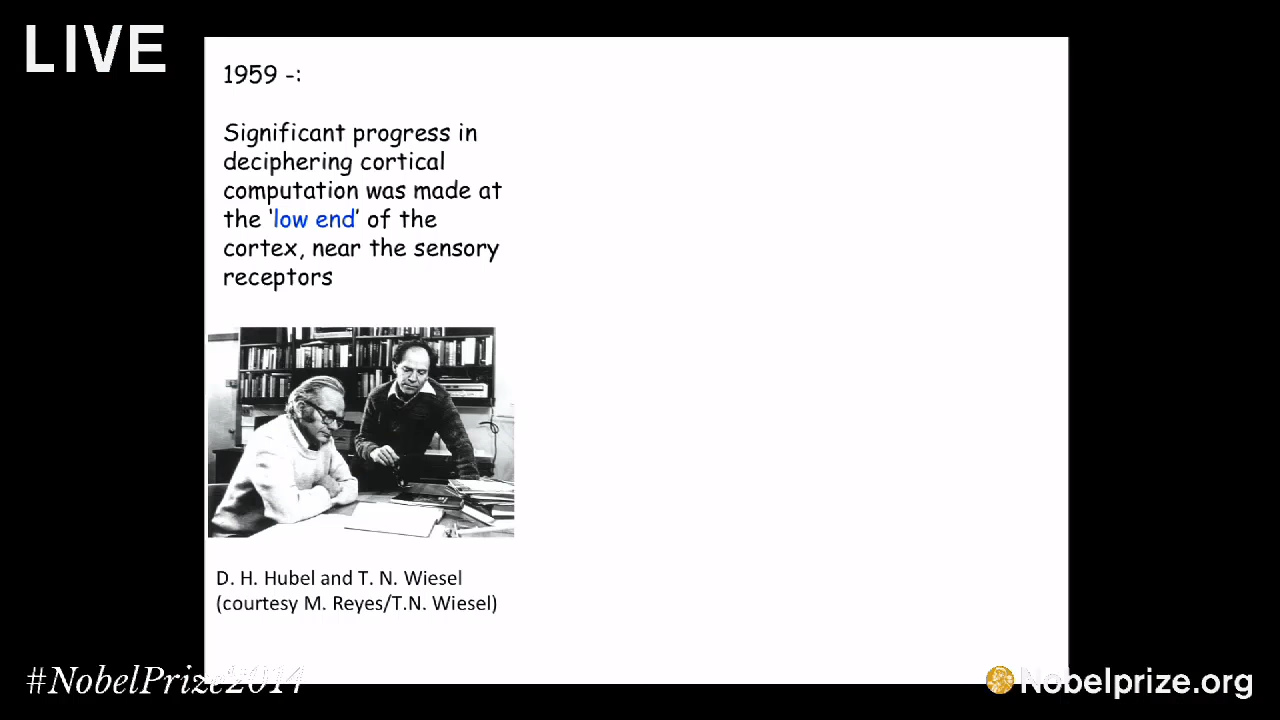 LIVE
1959 -:
Significant progress in
deciphering cortical
computation was made at
the ‘low end’ of the
cortex, near the sensory
receptors
D. H. Hubel and T. N. Wiesel
(courtesy M. Reyes/T.N. Wiesel)
#NobelPrize2014
Nobelprize.org